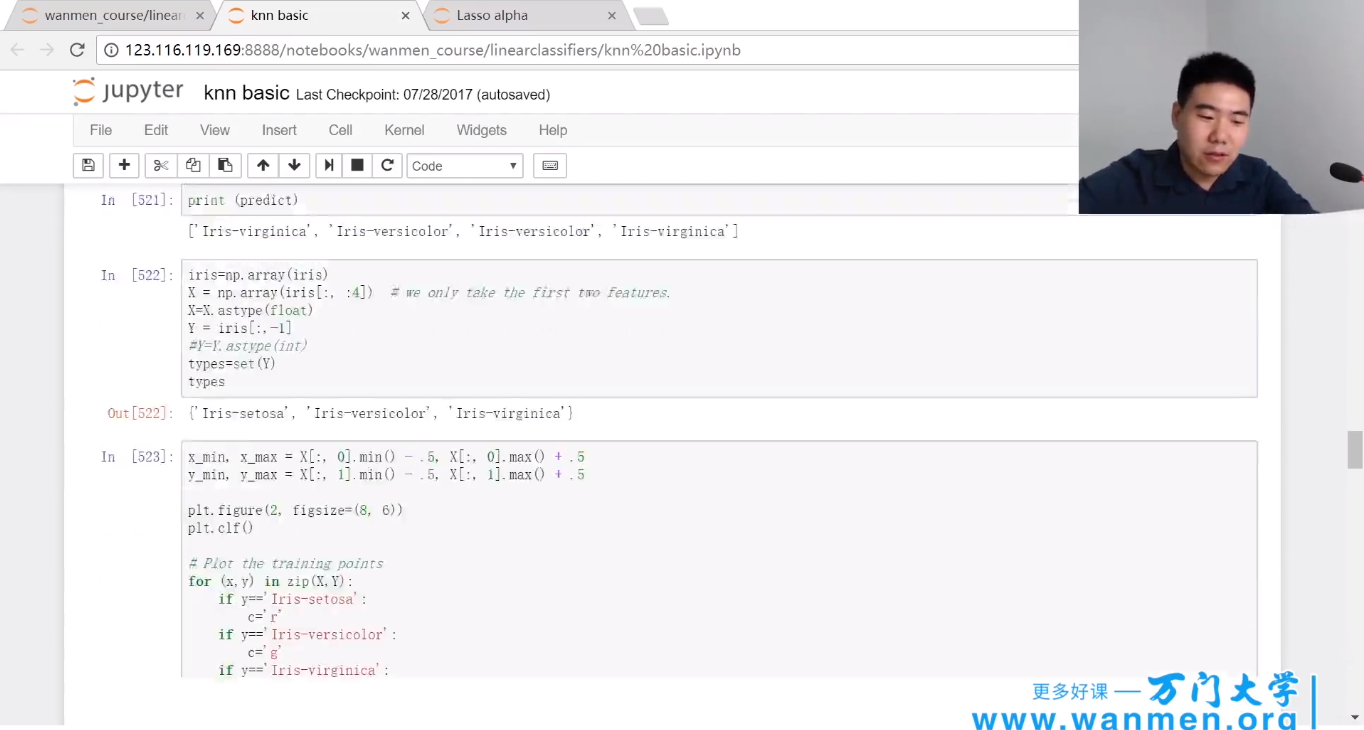 wanmen_course/linear
knn basic
Lasso alpha
123.116.119.169:8888/notebooks/wanmen_course/linearclassifiers/knn%20basic.ipynb
jupyter knn basic Last Checkpoint: 07/28/2017 (autosaved)
File Edit View Insert Cell Kernel Widgets Help
Code
In [521]: print (predict)
['Iris-virginica', 'Iris-versicolor', 'Iris-versicolor', 'Iris-virginica']
In [522]: iris=np.array(iris)
X = np.array(iris[:, :4])  # we only take the first two features.
X=X.astype(float)
Y = iris[:,-1]
#Y=Y.astype(int)
types=set(Y)
types
Out[522]: {'Iris-setosa', 'Iris-versicolor', 'Iris-virginica'}
In [523]: x_min, x_max = X[:, 0].min() - .5, X[:, 0].max() + .5
y_min, y_max = X[:, 1].min() - .5, X[:, 1].max() + .5
plt.figure(2, figsize=(8, 6))
plt.clf()
# Plot the training points
for (x,y) in zip(X,Y):
    if y=='Iris-setosa':
        c='r'
    if y=='Iris-versicolor':
        c='g'
    if y=='Iris-virginica':
更多好课 — 万门大学
www.wanmen.org